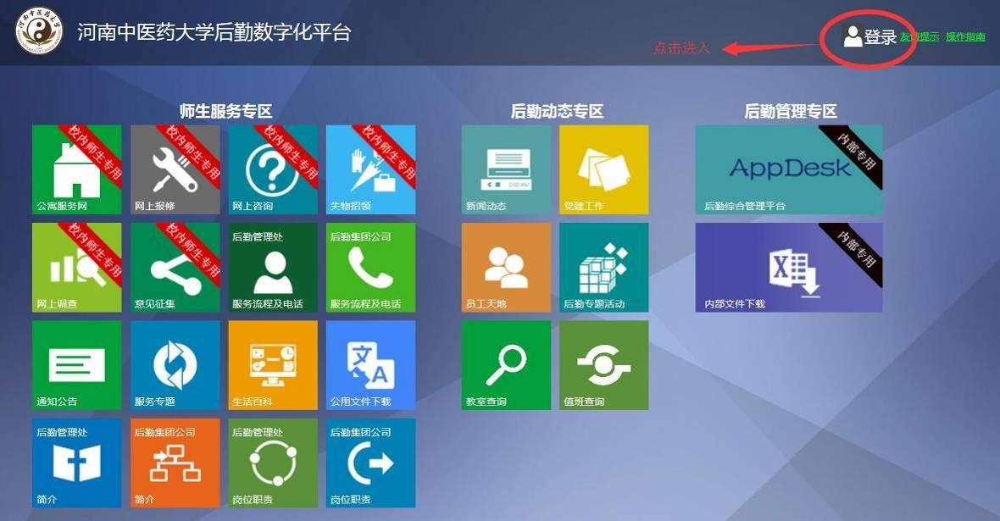 河南中医药大学后勤数字化平台
登录
友情提示 操作指南
点击进入
师生服务专区
后勤动态专区
后勤管理专区
校内师生专用
公寓服务网
校内师生专用
网上报修
校内师生专用
网上咨询
校内师生专用
失物招领
新闻动态
党建工作
内部专用
AppDesk
后勤综合管理平台
校内师生专用
网上调查
校内师生专用
意见征集
后勤管理处
服务流程及电话
后勤集团公司
服务流程及电话
员工天地
后勤专题活动
内部专用
内部文件下载
通知公告
服务专题
生活百科
文A
公用文件下载
教室查询
值班查询
后勤管理处
简介
后勤集团公司
简介
后勤管理处
岗位职责
后勤集团公司
岗位职责